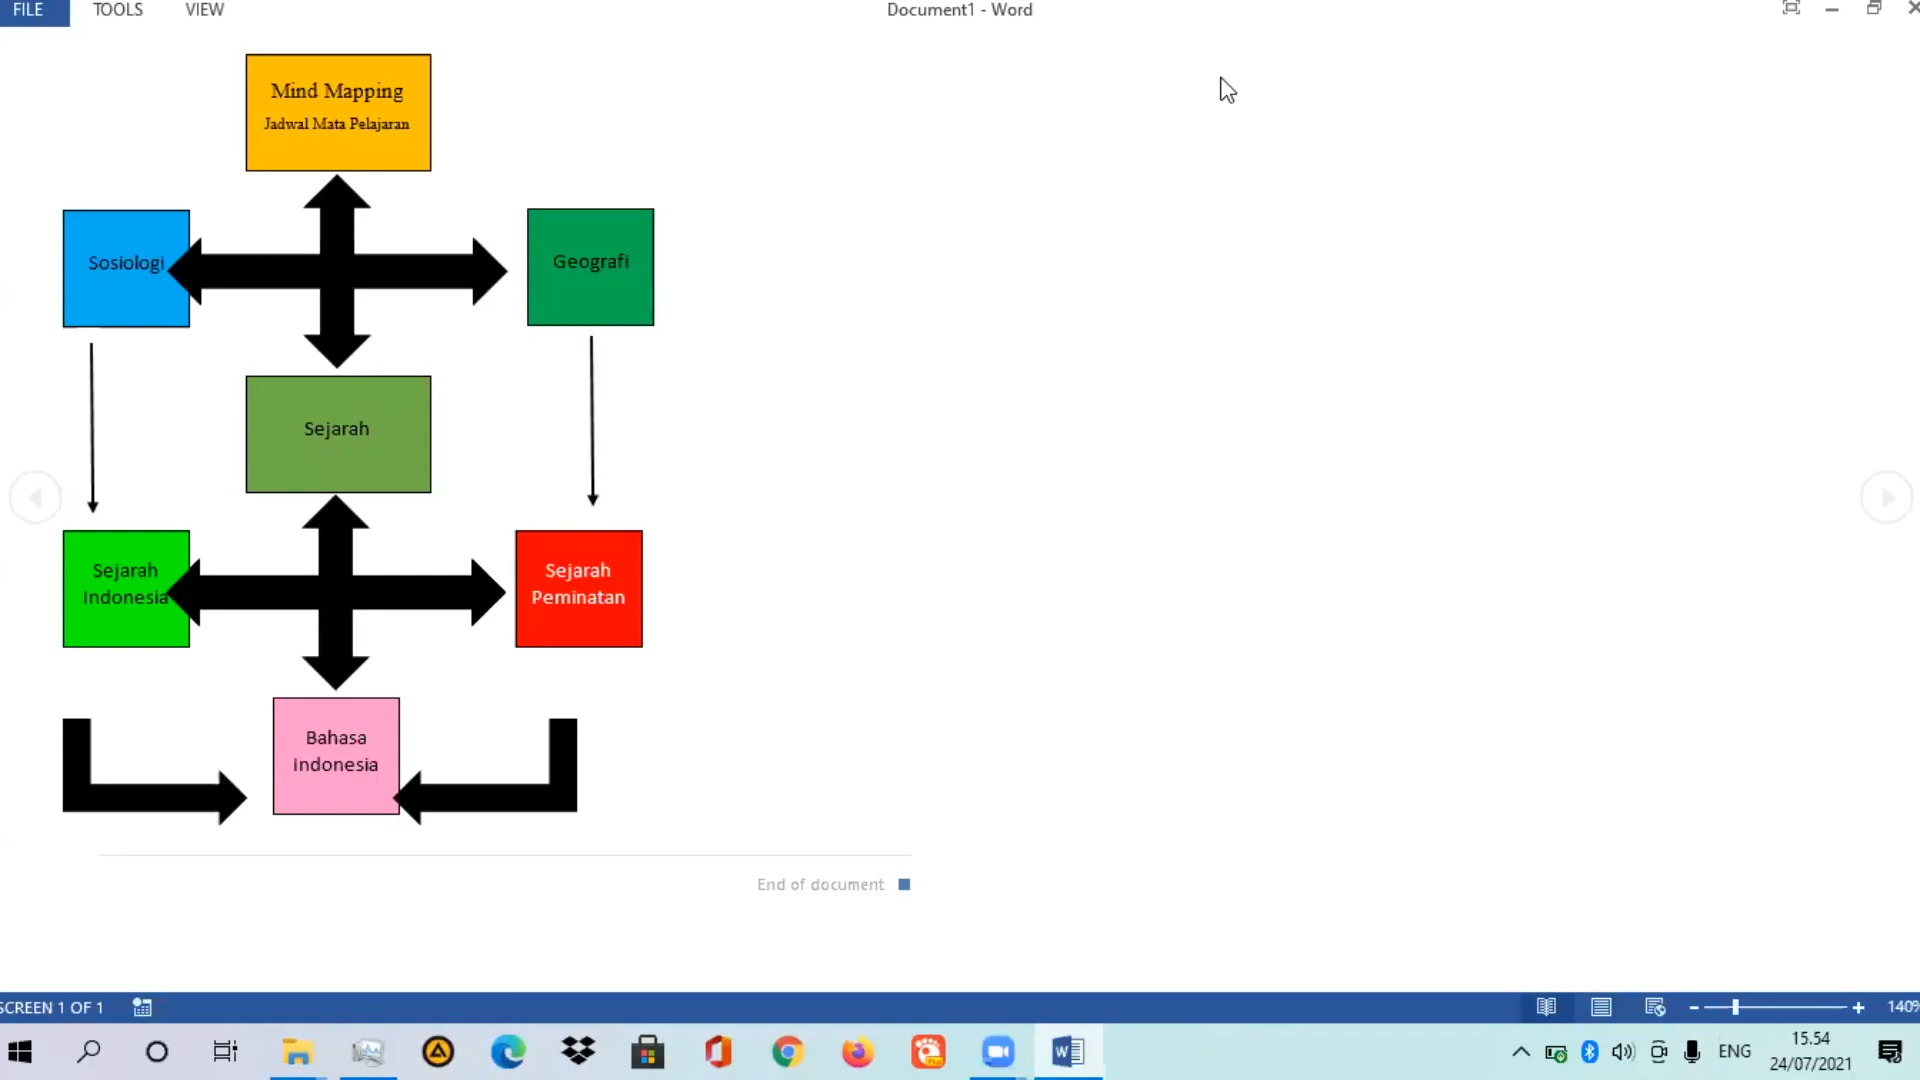 FILE TOOLS VIEW Document1 - Word
Mind Mapping
Jadwal Mata Pelajaran
Sosiologi
Geografi
Sejarah
Sejarah
Indonesia
Sejarah
Peminatan
Bahasa
indonesia
End of document
SCREEN 1 OF 1
140%
ENG
15.54
24/07/2021